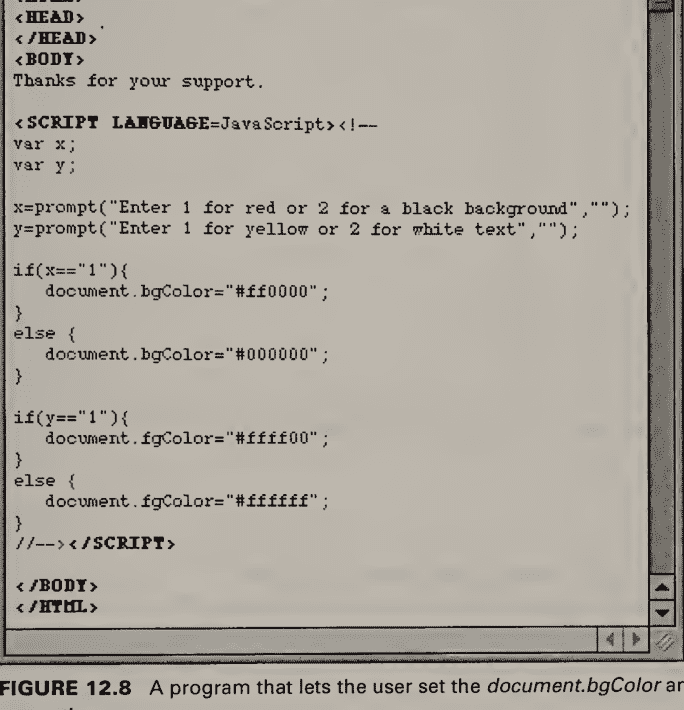 <HEAD>
</HEAD>
<BODY>
Thanks for your support.
<SCRIPT LANGUAGE=JavaScript><!--
var x;
var y;
x=prompt("Enter 1 for red or 2 for a black background","");
y=prompt("Enter 1 for yellow or 2 for white text","");
if(x=="1"){
   document.bgColor="#ff0000";
}
else {
   document.bgColor="#000000";
}
if(y=="1"){
   document.fgColor="#ffff00";
}
else {
   document.fgColor="#ffffff";
}
//--></SCRIPT>
</BODY>
</HTML>
FIGURE 12.8 A program that lets the user set the document.bgColor